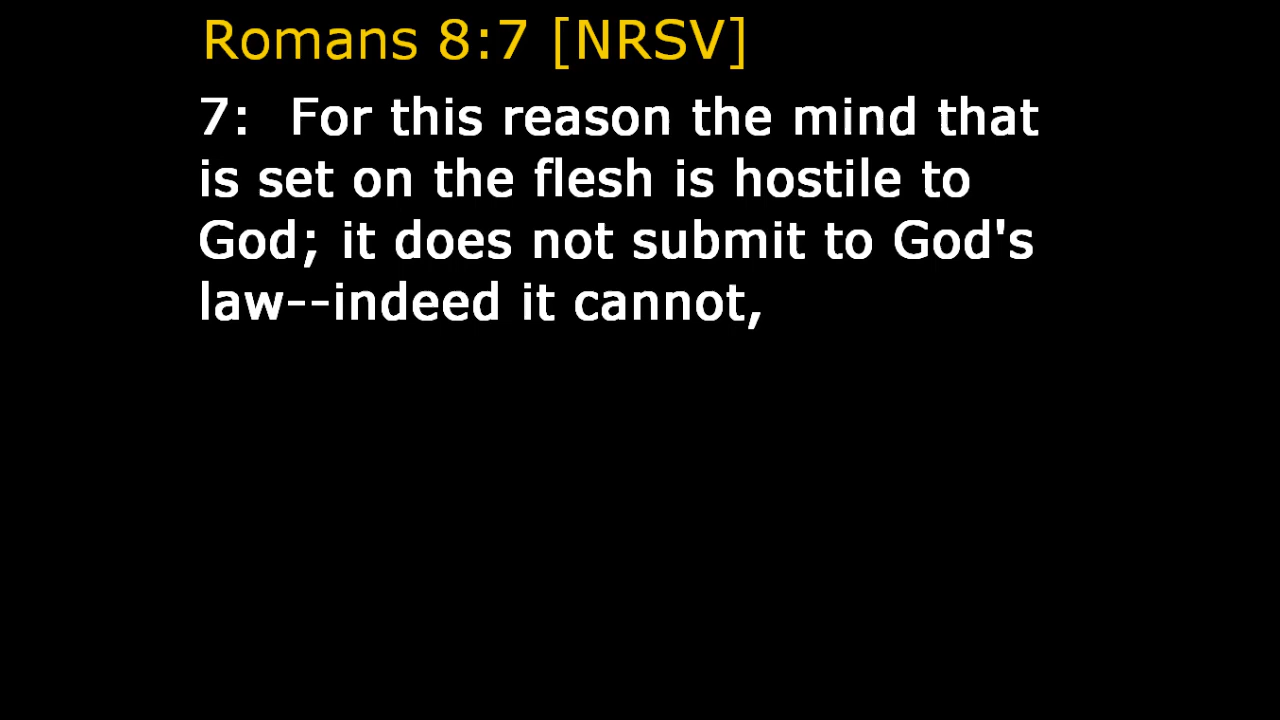 Romans 8:7 [NRSV]
7:  For this reason the mind that
is set on the flesh is hostile to
God; it does not submit to God's
law--indeed it cannot,